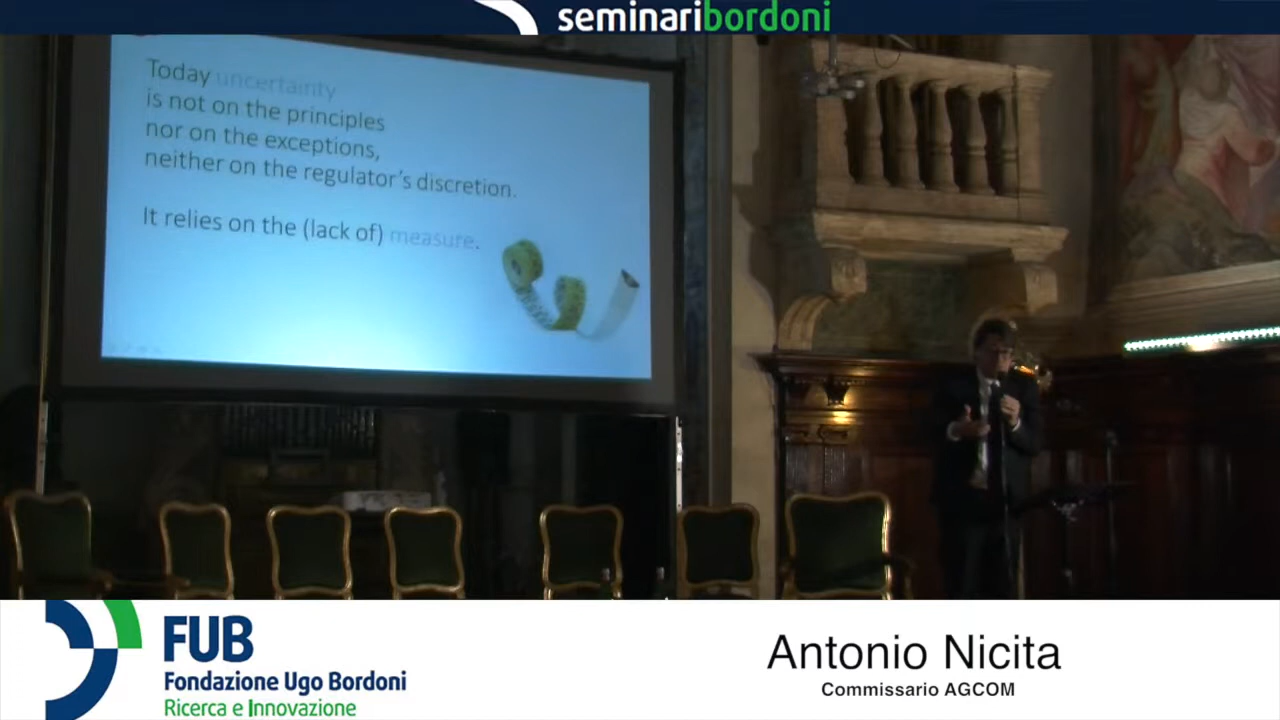 seminaribordoni
Today uncertainty
is not on the principles
nor on the exceptions,
neither on the regulator's discretion.
It relies on the (lack of) measure.
FUB
Fondazione Ugo Bordoni
Ricerca e Innovazione
Antonio Nicita
Commissario AGCOM